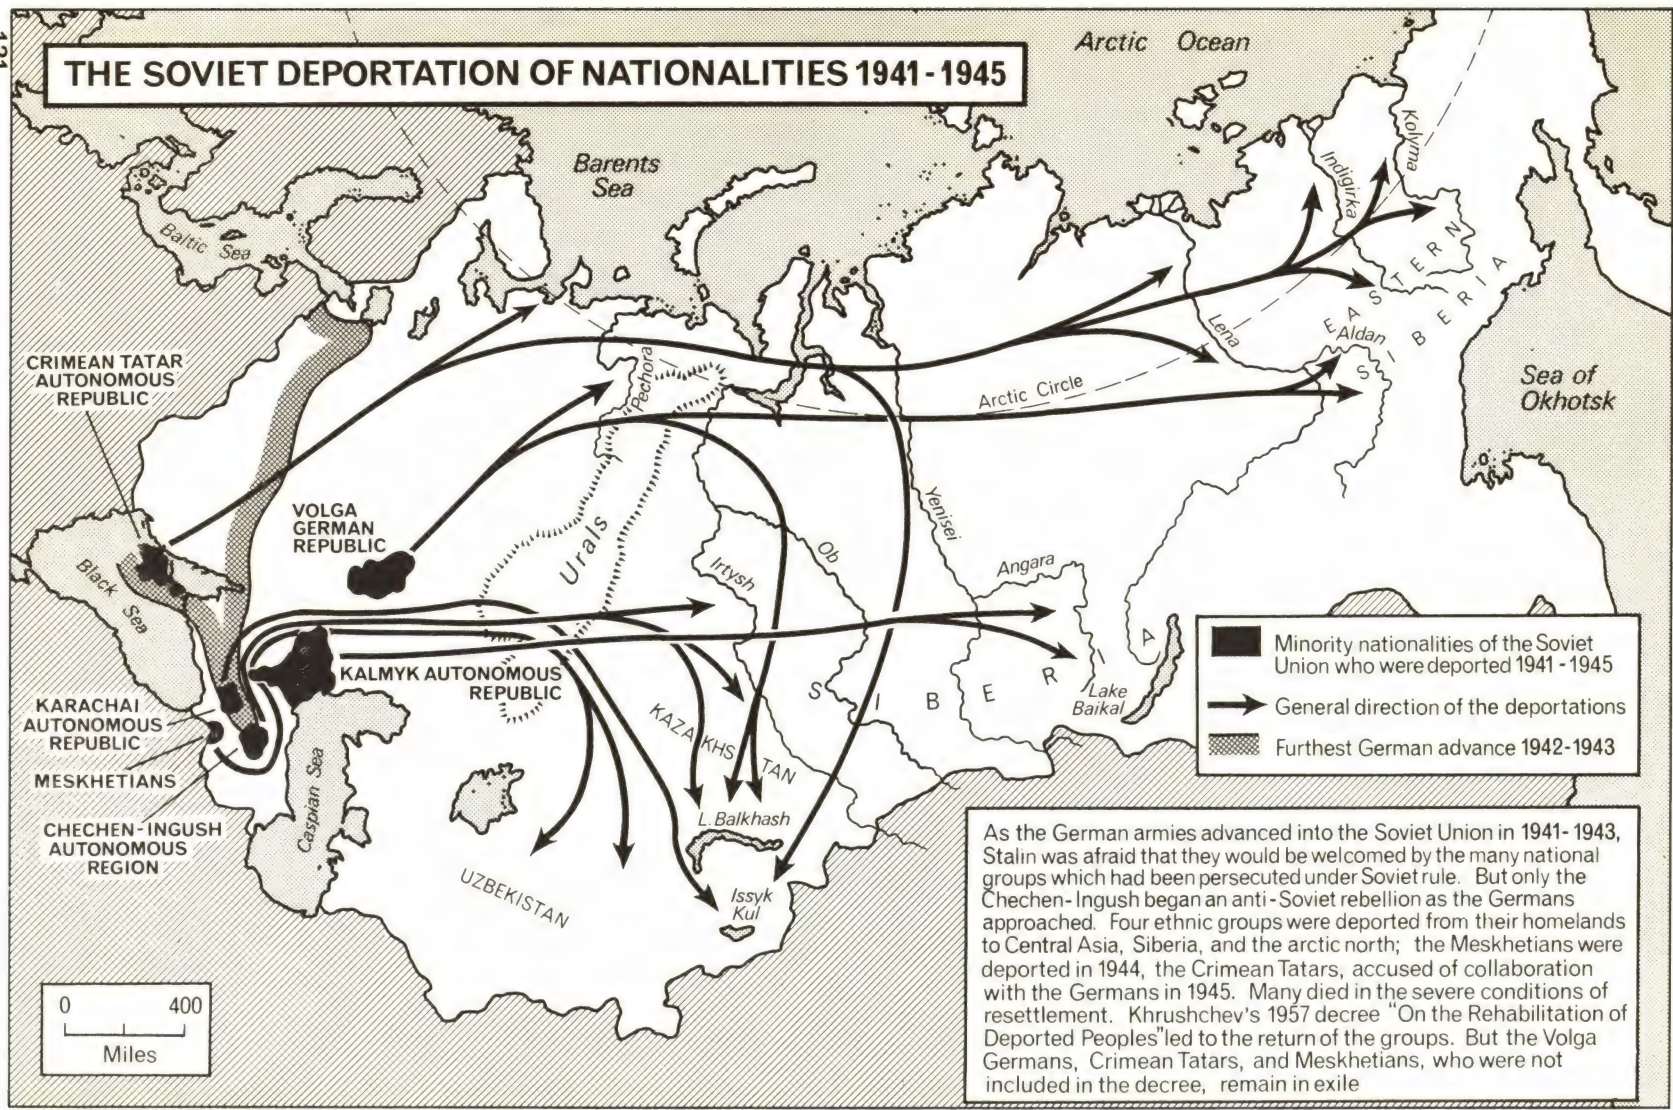 121
THE SOVIET DEPORTATION OF NATIONALITIES 1941-1945
Arctic Ocean
Barents
Sea
Baltic Sea
Kolyma
Indigirka
EASTERN
SIBERIA
Lena
Aldan
Sea of
Okhotsk
Arctic Circle
Pechora
CRIMEAN TATAR
AUTONOMOUS
REPUBLIC
VOLGA
GERMAN
REPUBLIC
Urals
Yenisei
Ob
Irtysh
Angara
Black Sea
KALMYK AUTONOMOUS
REPUBLIC
KARACHAI
AUTONOMOUS
REPUBLIC
MESKHETIANS
CHECHEN-INGUSH
AUTONOMOUS
REGION
Caspian Sea
KAZAKHSTAN
SIBERIA
Lake
Baikal
L. Balkhash
Issyk
Kul
UZBEKISTAN
Minority nationalities of the Soviet
Union who were deported 1941-1945
General direction of the deportations
Furthest German advance 1942-1943
As the German armies advanced into the Soviet Union in 1941-1943,
Stalin was afraid that they would be welcomed by the many national
groups which had been persecuted under Soviet rule. But only the
Chechen-Ingush began an anti-Soviet rebellion as the Germans
approached. Four ethnic groups were deported from their homelands
to Central Asia, Siberia, and the arctic north; the Meskhetians were
deported in 1944, the Crimean Tatars, accused of collaboration
with the Germans in 1945. Many died in the severe conditions of
resettlement. Khrushchev's 1957 decree "On the Rehabilitation of
Deported Peoples" led to the return of the groups. But the Volga
Germans, Crimean Tatars, and Meskhetians, who were not
included in the decree, remain in exile
0 400
Miles